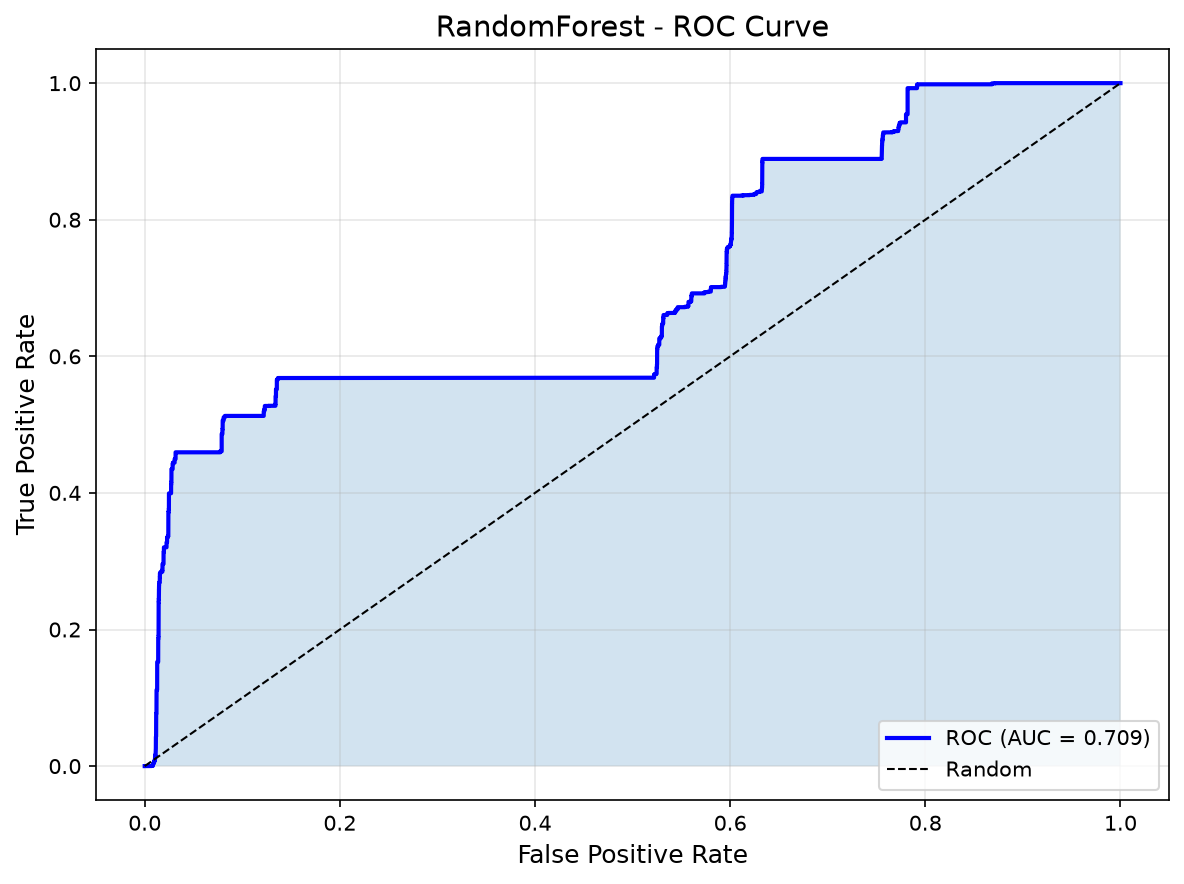 RandomForest - ROC Curve
True Positive Rate
1.0
0.8
0.6
0.4
0.2
0.0
0.0 0.2 0.4 0.6 0.8 1.0
False Positive Rate
ROC (AUC = 0.709)
Random